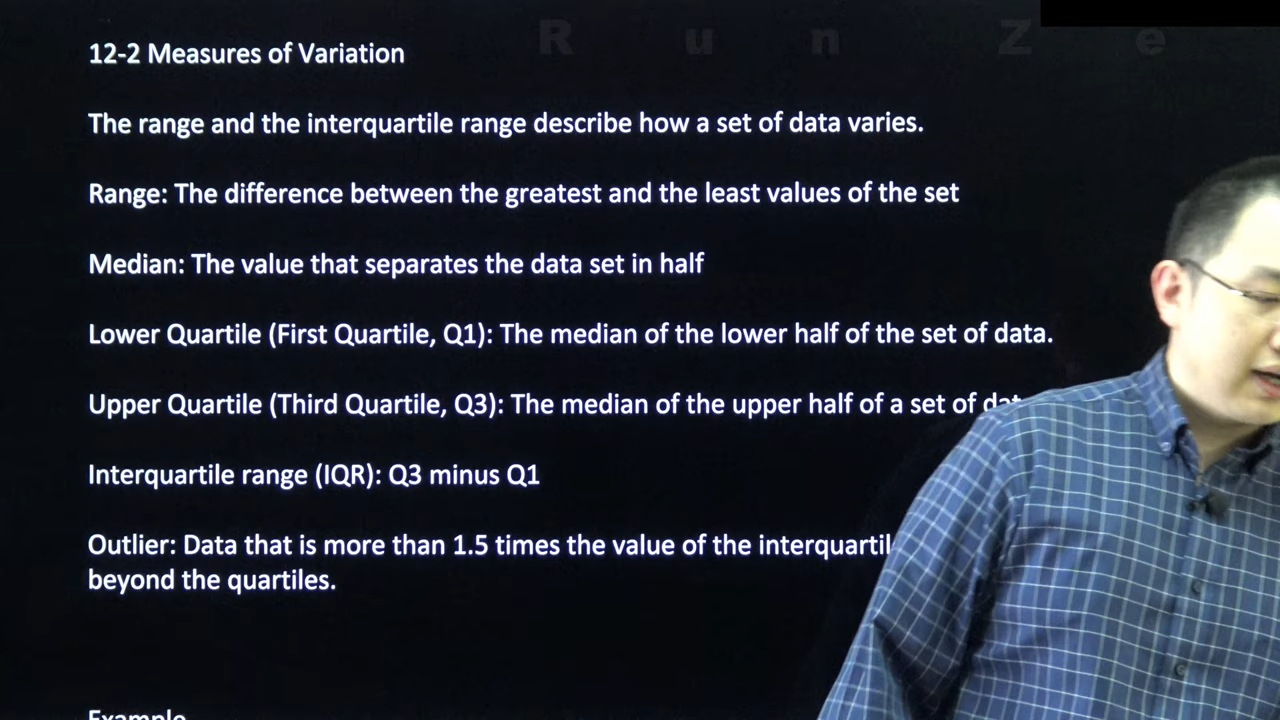 R u n Z e
12-2 Measures of Variation
The range and the interquartile range describe how a set of data varies.
Range: The difference between the greatest and the least values of the set
Median: The value that separates the data set in half
Lower Quartile (First Quartile, Q1): The median of the lower half of the set of data.
Upper Quartile (Third Quartile, Q3): The median of the upper half of a set of
Interquartile range (IQR): Q3 minus Q1
Outlier: Data that is more than 1.5 times the value of the
beyond the quartiles.
Example